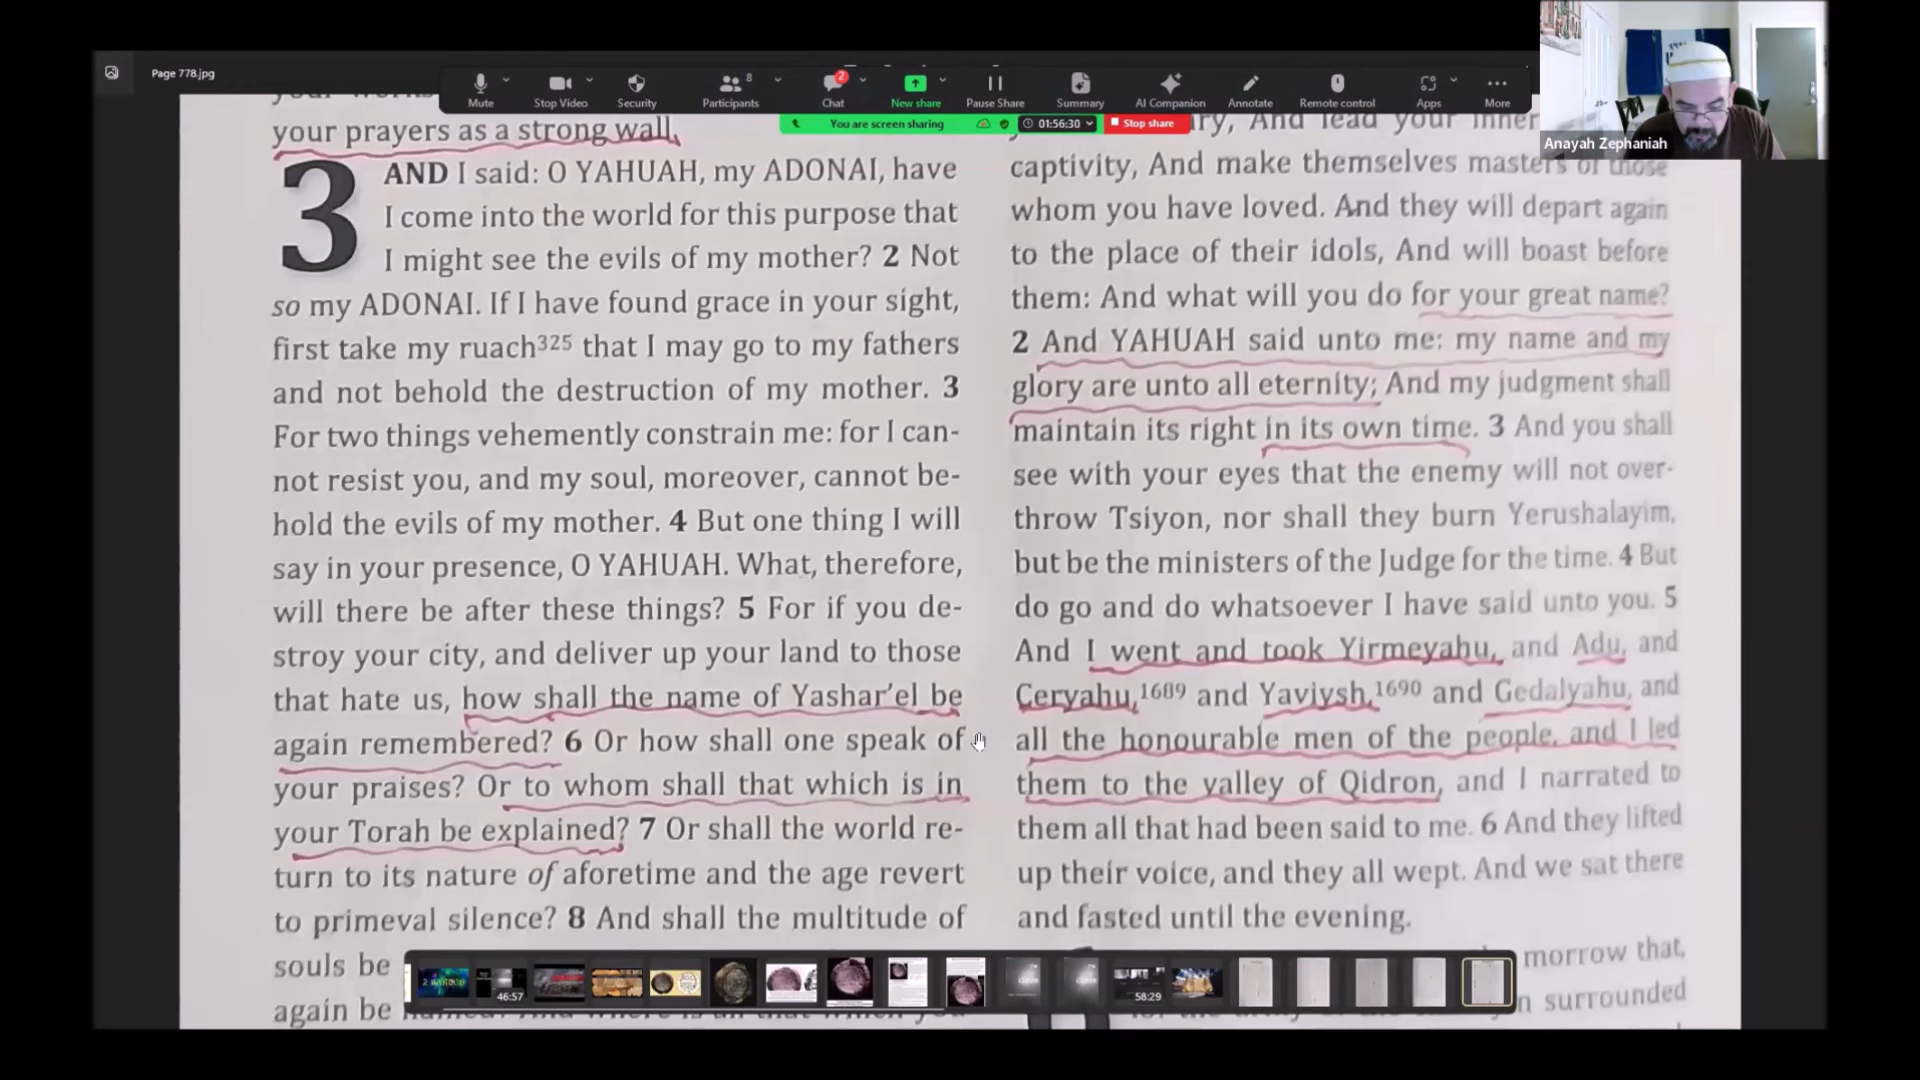 Page 778.jpg
Mute
Stop Video
Security
Participants
8
Chat
2
New share
Pause Share
Summary
AI Companion
Annotate
Remote control
Apps
More
You are screen sharing
01:56:30
Stop share
Anayah Zephaniah
your prayers as a strong wall.
3 AND I said: O YAHUAH, my ADONAI, have
I come into the world for this purpose that
I might see the evils of my mother? 2 Not
so my ADONAI. If I have found grace in your sight,
first take my ruach325 that I may go to my fathers
and not behold the destruction of my mother. 3
For two things vehemently constrain me: for I can-
not resist you, and my soul, moreover, cannot be-
hold the evils of my mother. 4 But one thing I will
say in your presence, O YAHUAH. What, therefore,
will there be after these things? 5 For if you de-
stroy your city, and deliver up your land to those
that hate us, how shall the name of Yashar'el be
again remembered? 6 Or how shall one speak of
your praises? Or to whom shall that which is in
your Torah be explained? 7 Or shall the world re-
turn to its nature of aforetime and the age revert
to primeval silence? 8 And shall the multitude of
souls be
again be
And lead your inner
captivity, And make themselves masters of those
whom you have loved. And they will depart again
to the place of their idols, And will boast before
them: And what will you do for your great name?
2 And YAHUAH said unto me: my name and my
glory are unto all eternity; And my judgment shall
maintain its right in its own time. 3 And you shall
see with your eyes that the enemy will not over-
throw Tsiyon, nor shall they burn Yerushalayim,
but be the ministers of the Judge for the time. 4 But
do go and do whatsoever I have said unto you. 5
And I went and took Yirmeyahu, and Adu, and
Ceryahu,1689 and Yaviysh,1690 and Gedalyahu, and
all the honourable men of the people, and I led
them to the valley of Qidron, and I narrated to
them all that had been said to me. 6 And they lifted
up their voice, and they all wept. And we sat there
and fasted until the evening.
morrow that,
surrounded
46:57
58:29